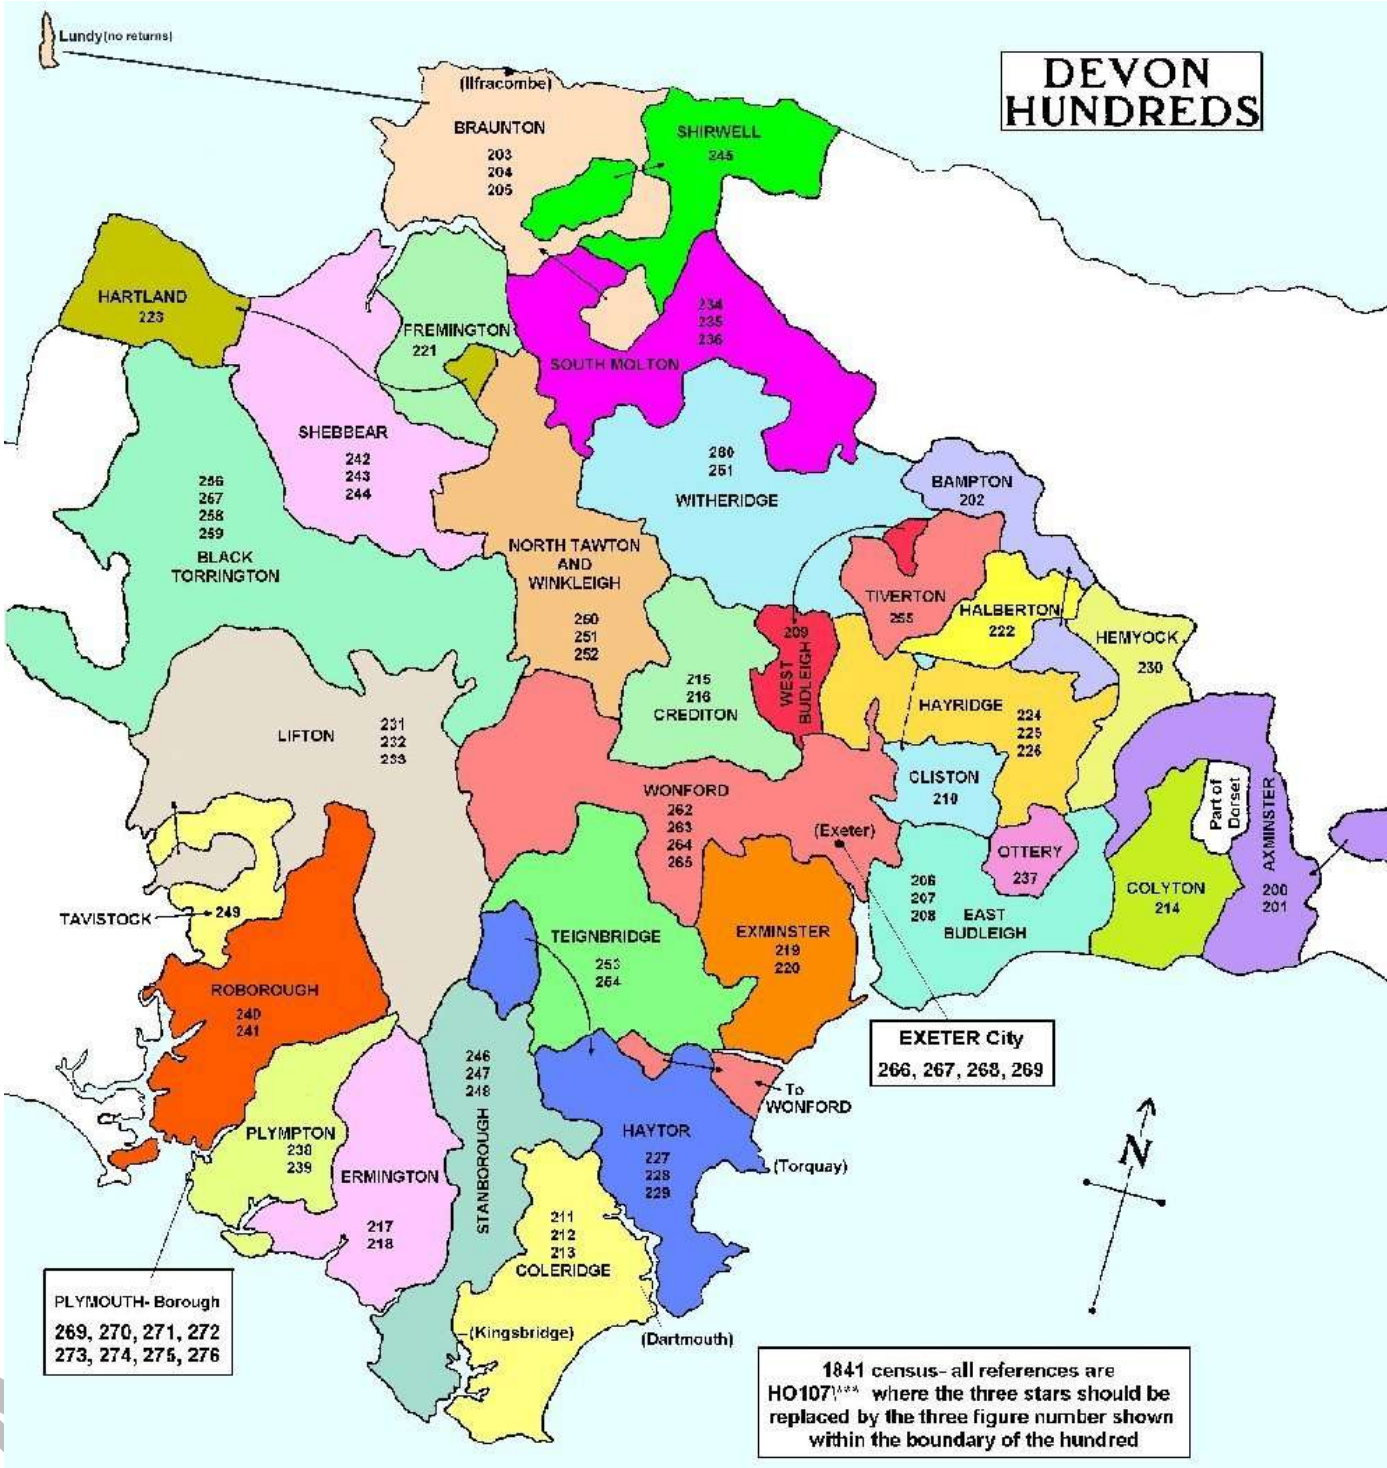 Lundy(no returns)
DEVON
HUNDREDS
(Ilfracombe)
BRAUNTON
203
204
205
SHIRWELL
245
HARTLAND
223
FREMINGTON
221
234
235
236
SOUTH MOLTON
SHEBBEAR
242
243
244
280
251
WITHERIDGE
BAMPTON
202
256
257
258
259
BLACK
TORRINGTON
NORTH TAWTON
AND
WINKLEIGH
250
251
252
TIVERTON
255
HALBERTON
222
HEMYOCK
230
209
WEST
BUDLEIGH
215
216
CREDITON
HAYRIDGE
224
225
226
LIFTON
231
232
233
CLISTON
210
WONFORD
262
263
264
265
(Exeter)
Part of
Dorset
AXMINSTER
200
201
OTTERY
237
COLYTON
214
206
207
208
EAST
BUDLEIGH
TAVISTOCK
249
TEIGNBRIDGE
253
254
EXMINSTER
219
220
ROBOROUGH
240
241
EXETER City
266, 267, 268, 269
246
247
248
STANBOROUGH
To
WONFORD
PLYMPTON
238
239
HAYTOR
227
228
229
(Torquay)
N
ERMINGTON
217
218
211
212
213
COLERIDGE
PLYMOUTH- Borough
269, 270, 271, 272
273, 274, 275, 276
(Kingsbridge)
(Dartmouth)
1841 census- all references are
HO107\*** where the three stars should be
replaced by the three figure number shown
within the boundary of the hundred